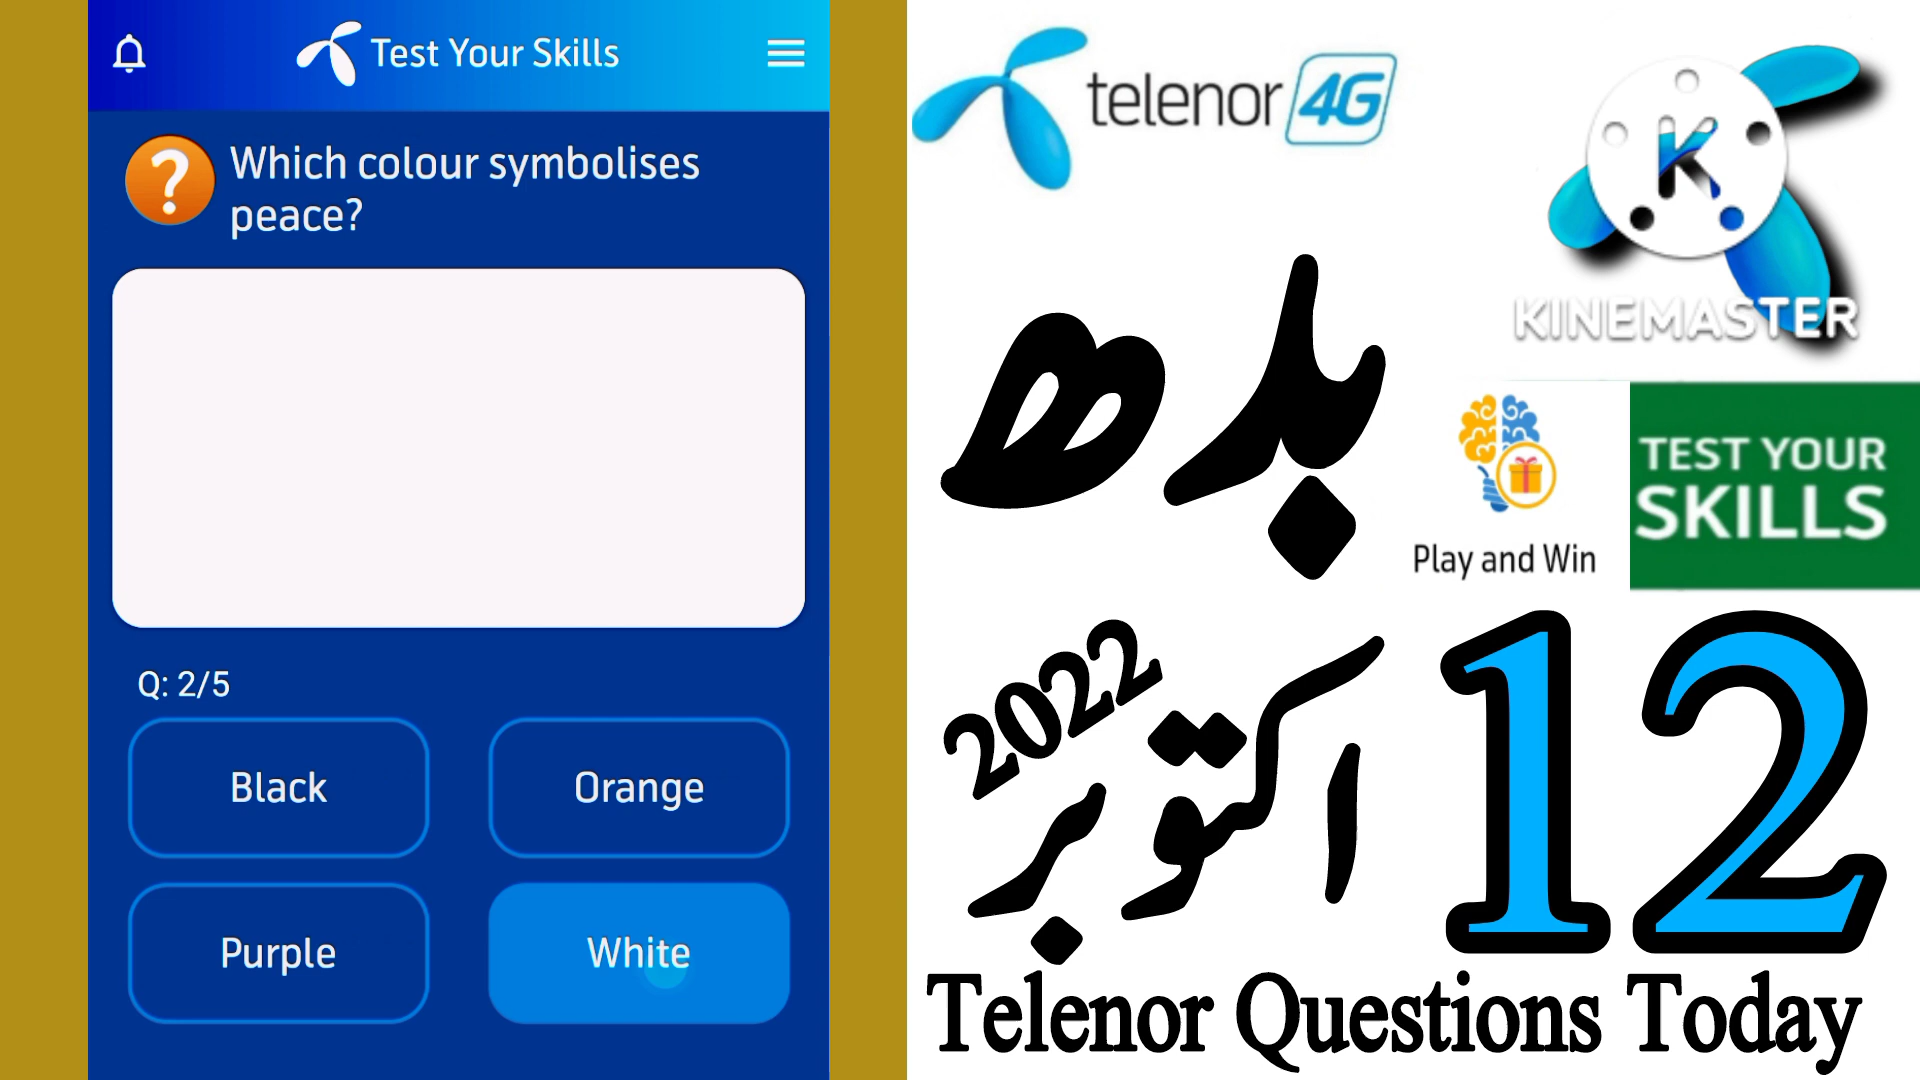 Test Your Skills
?
Which colour symbolises
peace?
Q: 2/5
Black
Orange
Purple
White
telenor 4G
K
KINEMASTER
بدھ
Play and Win
TEST YOUR
SKILLS
12
اکتوبر
2022
Telenor Questions Today